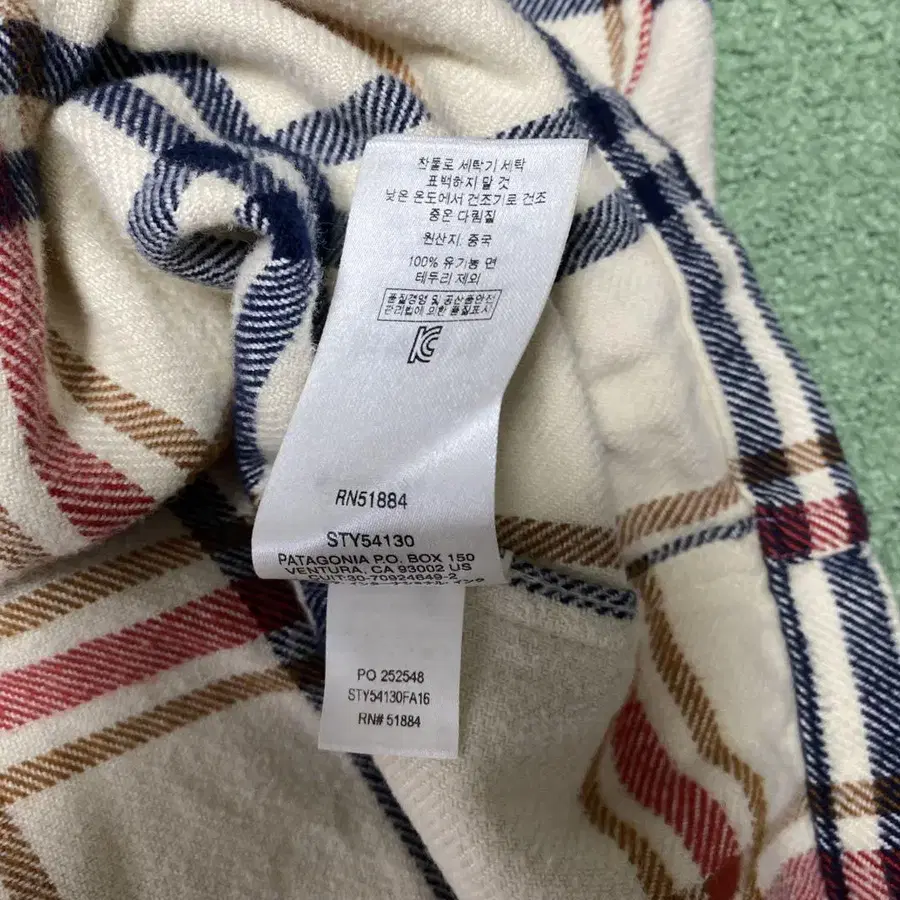 찬물로 세탁기 세탁
표백하지 말 것
낮은 온도에서 건조기로 건조
중온 다림질
원산지: 중국
100% 유기농 면
테두리 제외
품질경영 및 공산품안전
관리법에 의한 품질표시
RN51884
STY54130
PATAGONIA P.O. BOX 150
VENTURA, CA 93002 US
CUIT:30-70924649-2
PO 252548
STY54130FA16
RN# 51884